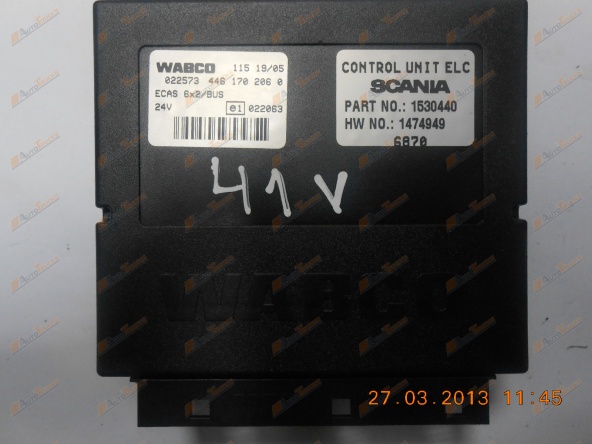 WABCO 115 19/05
022573 446 170 206 0
ECAS 6x2/BUS
24V e1 022063
CONTROL UNIT ELC
SCANIA
PART NO.: 1530440
HW NO.: 1474949
6870
41v
WABCO
27.03.2013 11:45